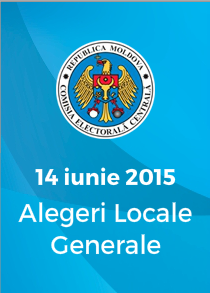 REPUBLICA MOLDOVA
COMISIA ELECTORALĂ CENTRALĂ
14 iunie 2015
Alegeri Locale
Generale